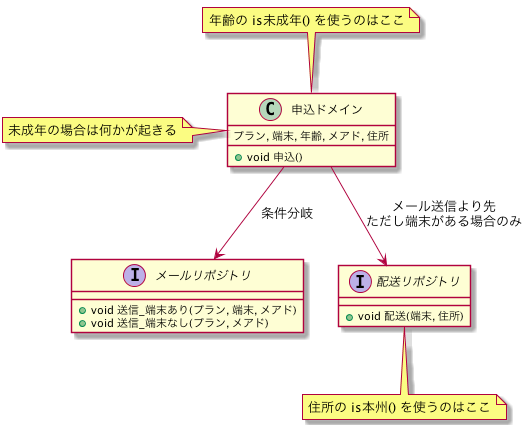 年齢の is未成年() を使うのはここ
未成年の場合は何かが起きる
C 申込ドメイン
プラン, 端末, 年齢, メアド, 住所
void 申込()
条件分岐
メール送信より先
ただし端末がある場合のみ
I メールリポジトリ
void 送信_端末あり(プラン, 端末, メアド)
void 送信_端末なし(プラン, メアド)
I 配送リポジトリ
void 配送(端末, 住所)
住所の is本州() を使うのはここ